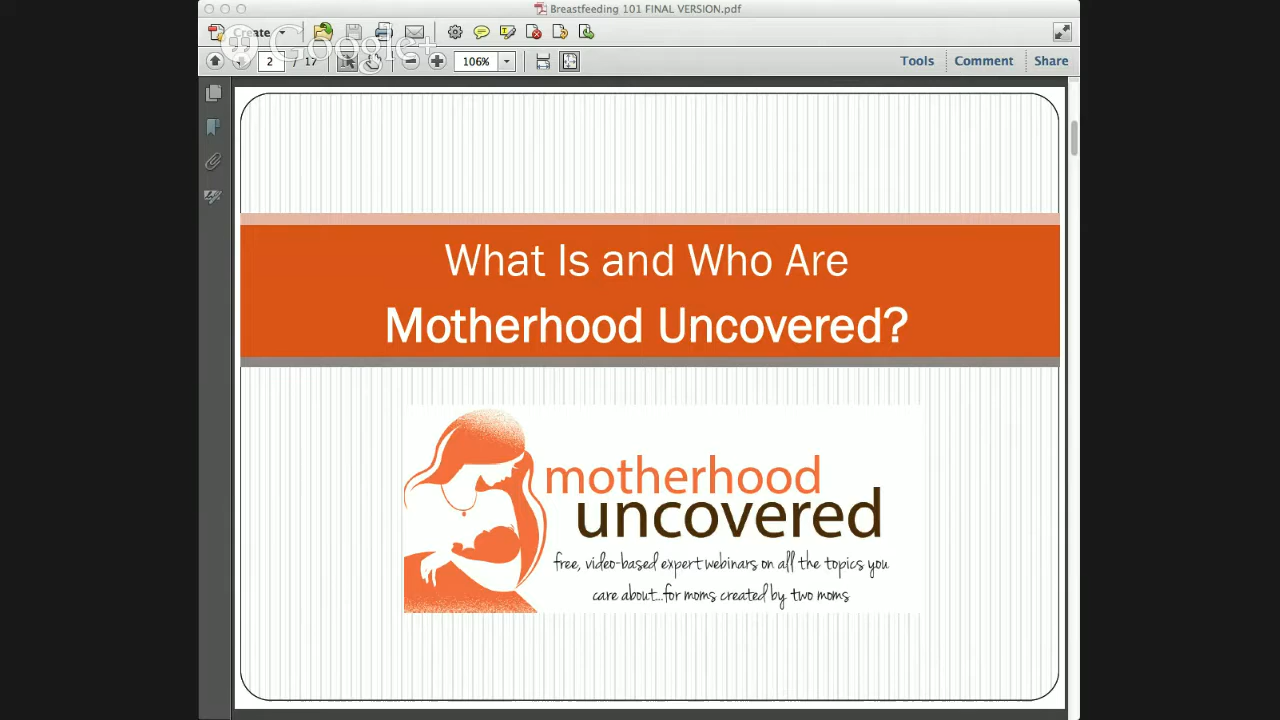 Breastfeeding 101 FINAL VERSION.pdf
Create
Google+
2 / 17
106%
Tools
Comment
Share
What Is and Who Are
Motherhood Uncovered?
motherhood
uncovered
free, video-based expert webinars on all the topics you
care about...for moms created by two moms